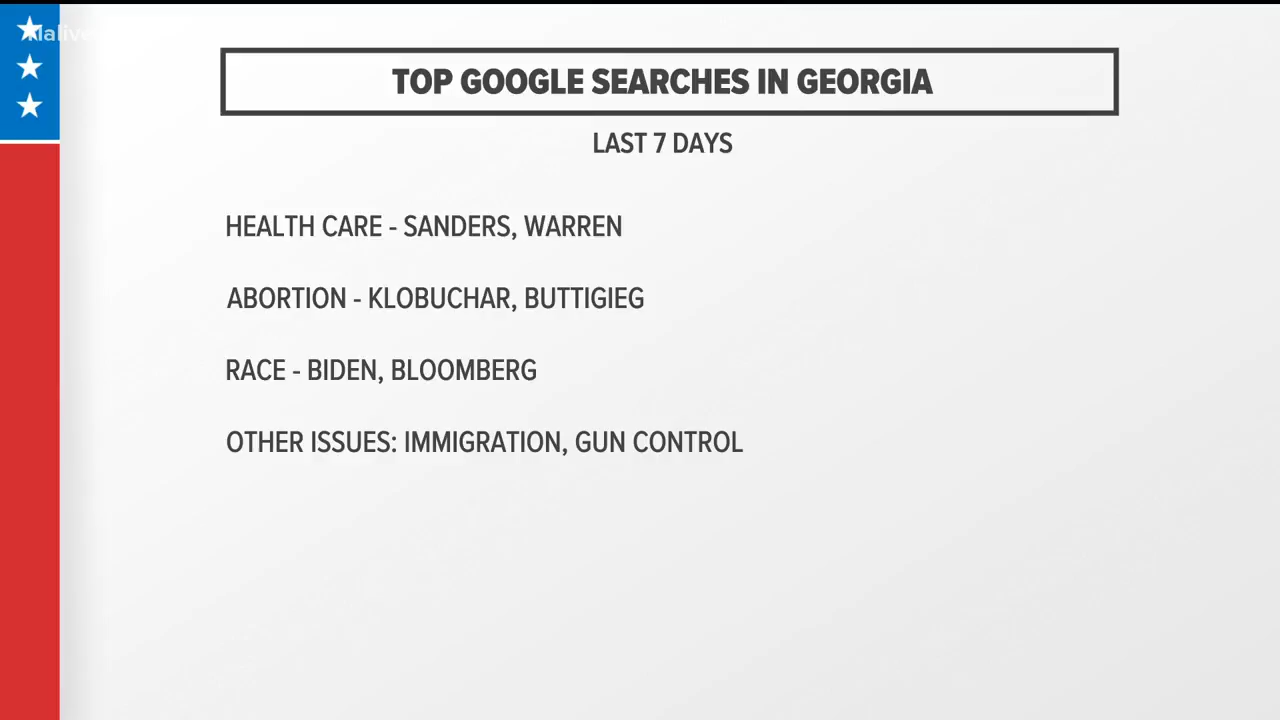 11alive
TOP GOOGLE SEARCHES IN GEORGIA
LAST 7 DAYS
HEALTH CARE - SANDERS, WARREN
ABORTION - KLOBUCHAR, BUTTIGIEG
RACE - BIDEN, BLOOMBERG
OTHER ISSUES: IMMIGRATION, GUN CONTROL